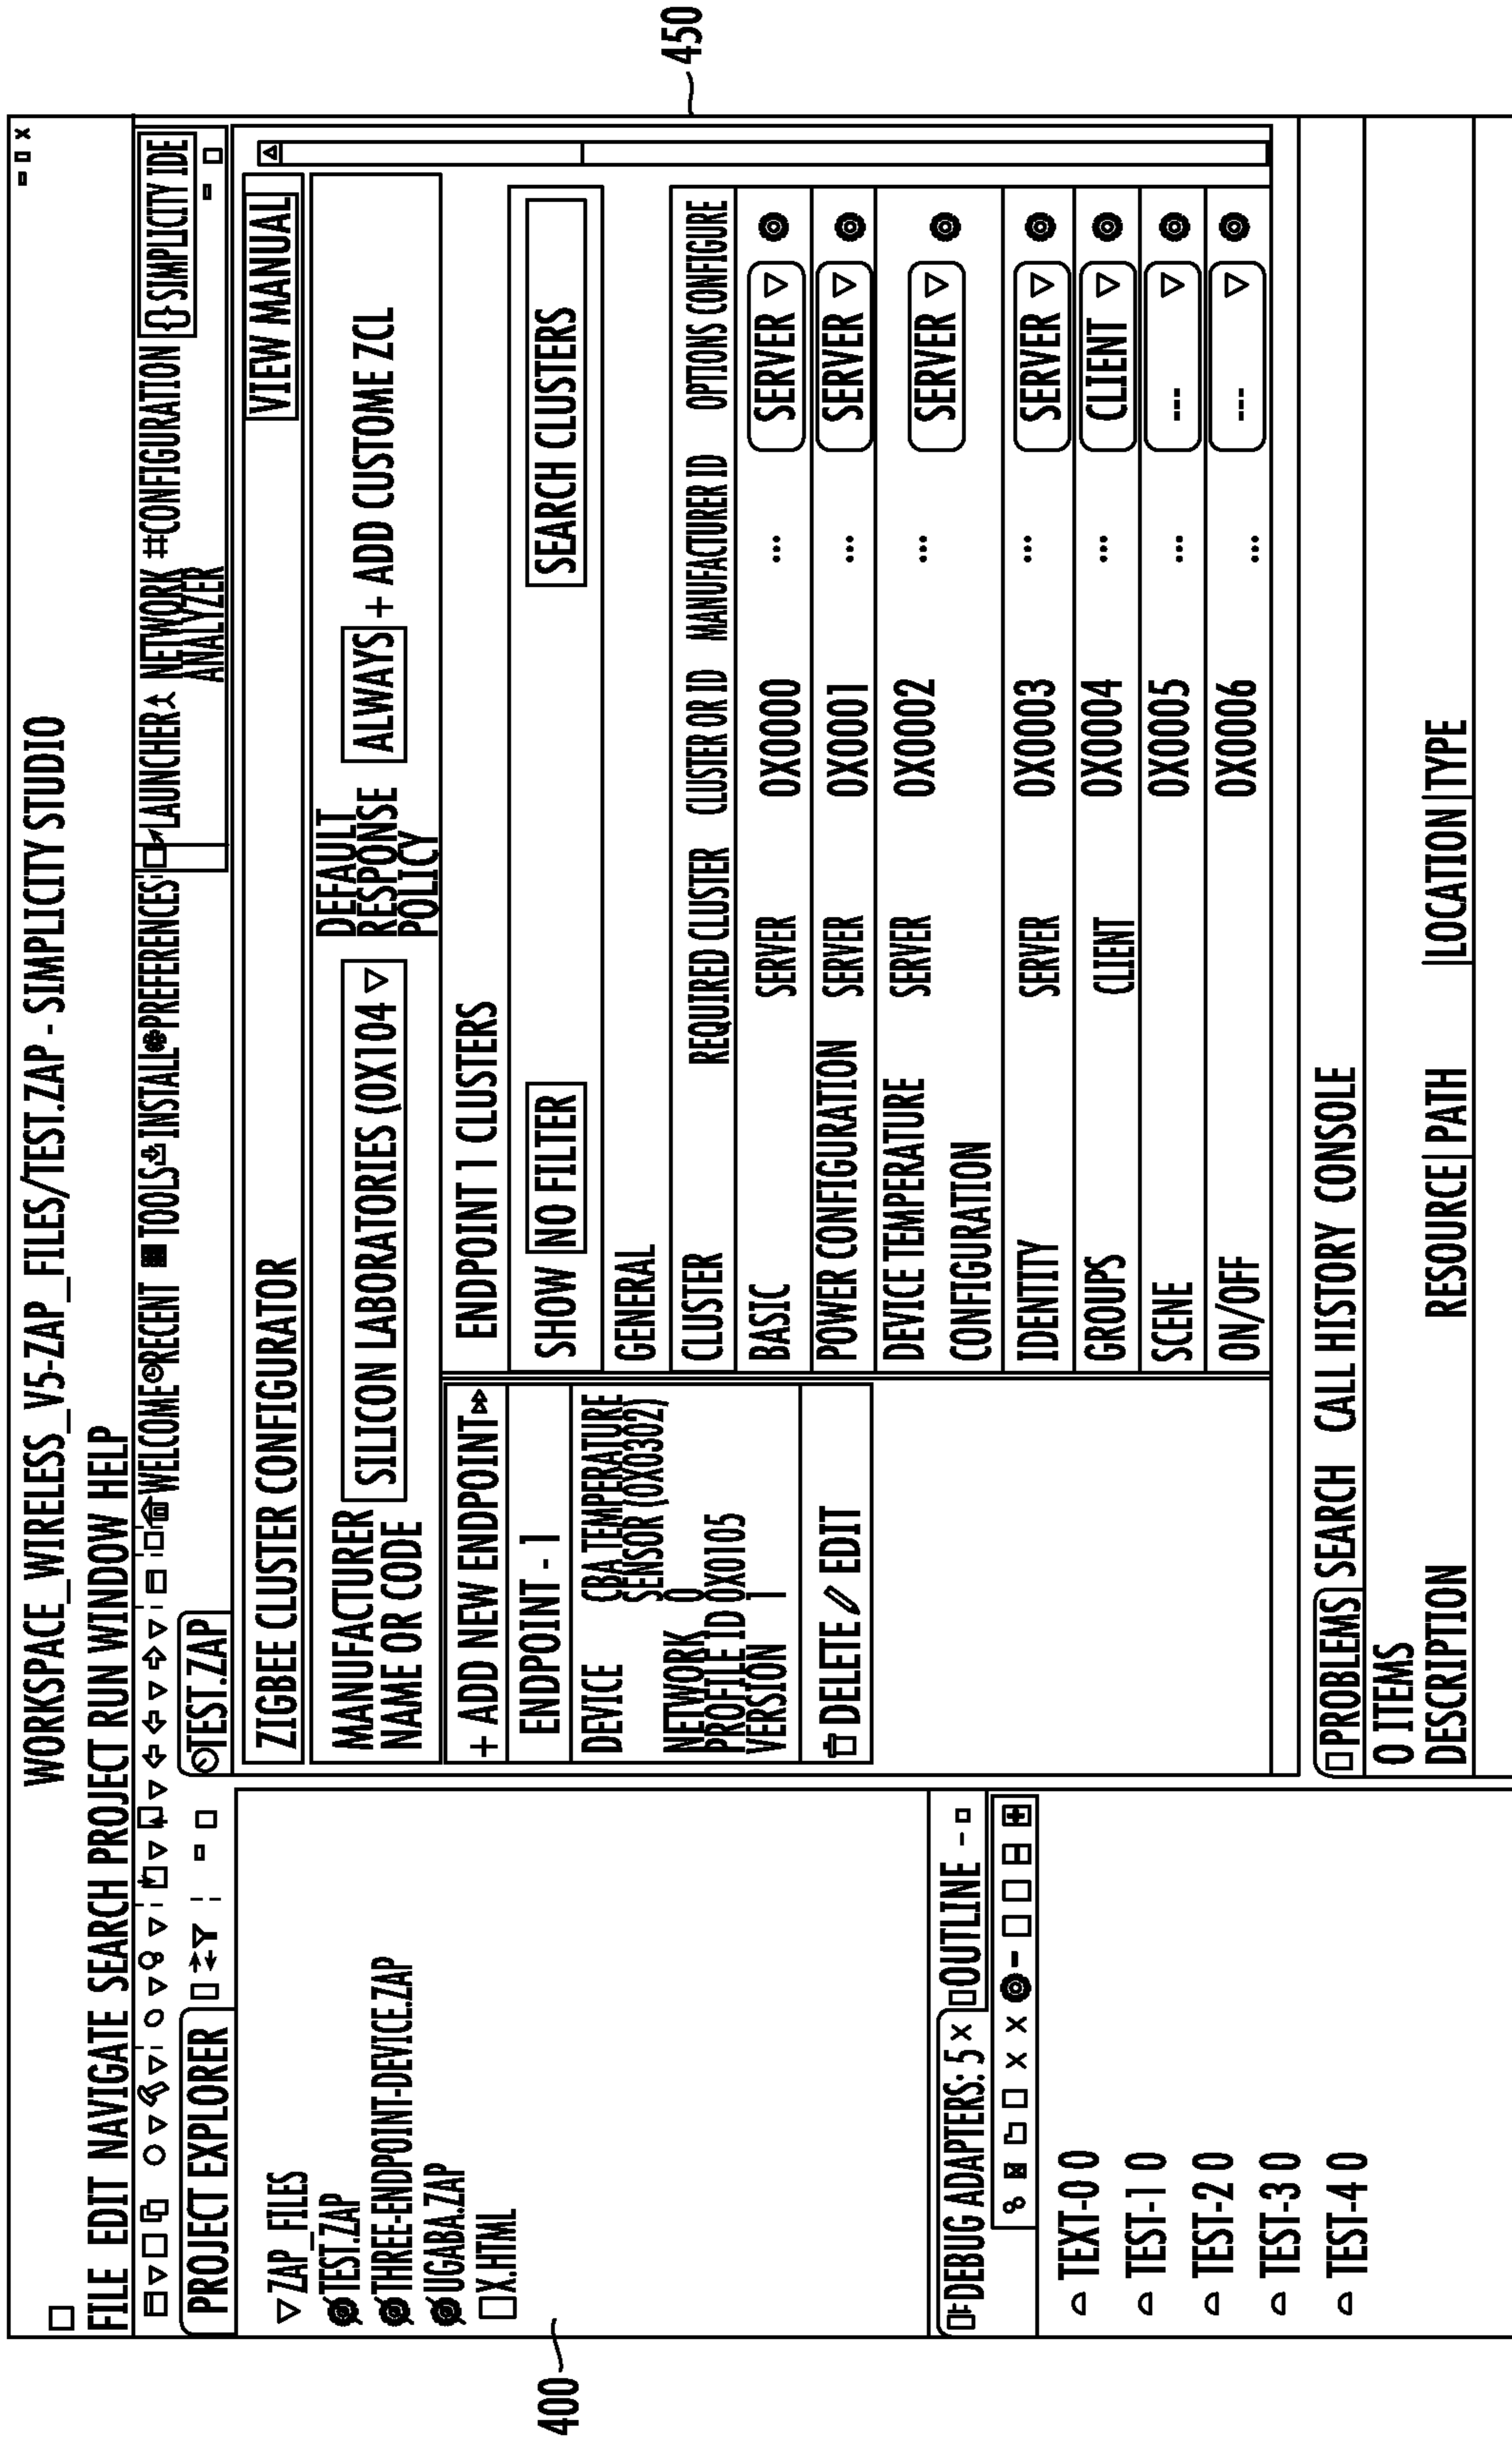 WORKSPACE_WIRELESS_V5-ZAP_FILES/TEST.ZAP - SIMPLICITY STUDIO
FILE EDIT NAVIGATE SEARCH PROJECT RUN WINDOW HELP
WELCOME RECENT TOOLS INSTALL PREFERENCES LAUNCHER NETWORK ANALYZER #CONFIGURATION {} SIMPLICITY IDE
PROJECT EXPLORER
ZAP_FILES
TEST.ZAP
THREE-ENDPOINT-DEVICE.ZAP
UGABA.ZAP
X.HTML
400
DEBUG ADAPTERS: 5 X OUTLINE
TEXT-0 0
TEST-1 0
TEST-2 0
TEST-3 0
TEST-4 0
TEST.ZAP
ZIGBEE CLUSTER CONFIGURATOR VIEW MANUAL
MANUFACTURER
NAME OR CODE
SILICON LABORATORIES (0X104
DEFAULT
RESPONSE
POLICY
ALWAYS + ADD CUSTOME ZCL
+ ADD NEW ENDPOINT
ENDPOINT - 1
DEVICE CBA TEMPERATURE
SENSOR (0X0302)
NETWORK 0
PROFILE ID 0X0105
VERSION 1
DELETE EDIT
ENDPOINT 1 CLUSTERS
SHOW NO FILTER SEARCH CLUSTERS
GENERAL
CLUSTER REQUIRED CLUSTER CLUSTER OR ID MANUFACTURER ID OPTIONS CONFIGURE
BASIC SERVER 0X0000 ... SERVER
POWER CONFIGURATION SERVER 0X0001 ... SERVER
DEVICE TEMPERATURE SERVER 0X0002 ... SERVER
CONFIGURATION
IDENTITY SERVER 0X0003 ... SERVER
GROUPS CLIENT 0X0004 ... CLIENT
SCENE 0X0005 ... ---
ON/OFF 0X0006 ... ---
450
PROBLEMS SEARCH CALL HISTORY CONSOLE
0 ITEMS
DESCRIPTION RESOURCE PATH LOCATION TYPE